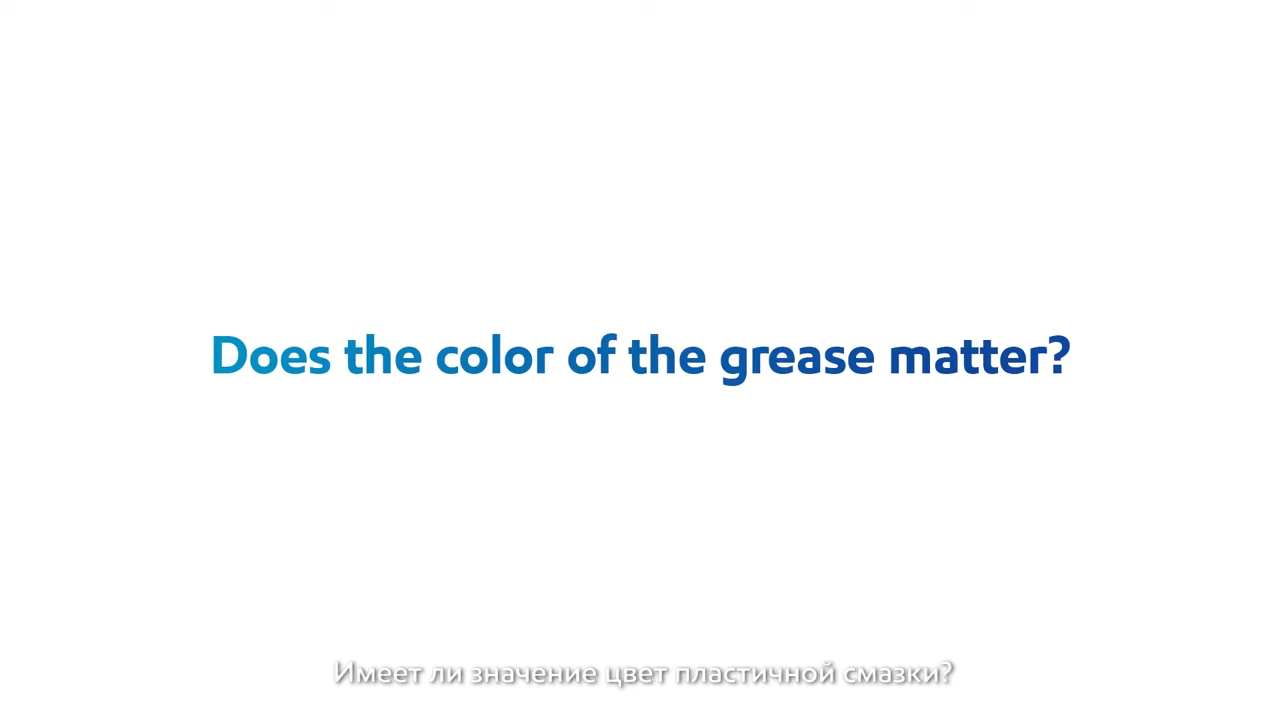 Does the color of the grease matter?
Имеет ли значение цвет пластичной смазки?